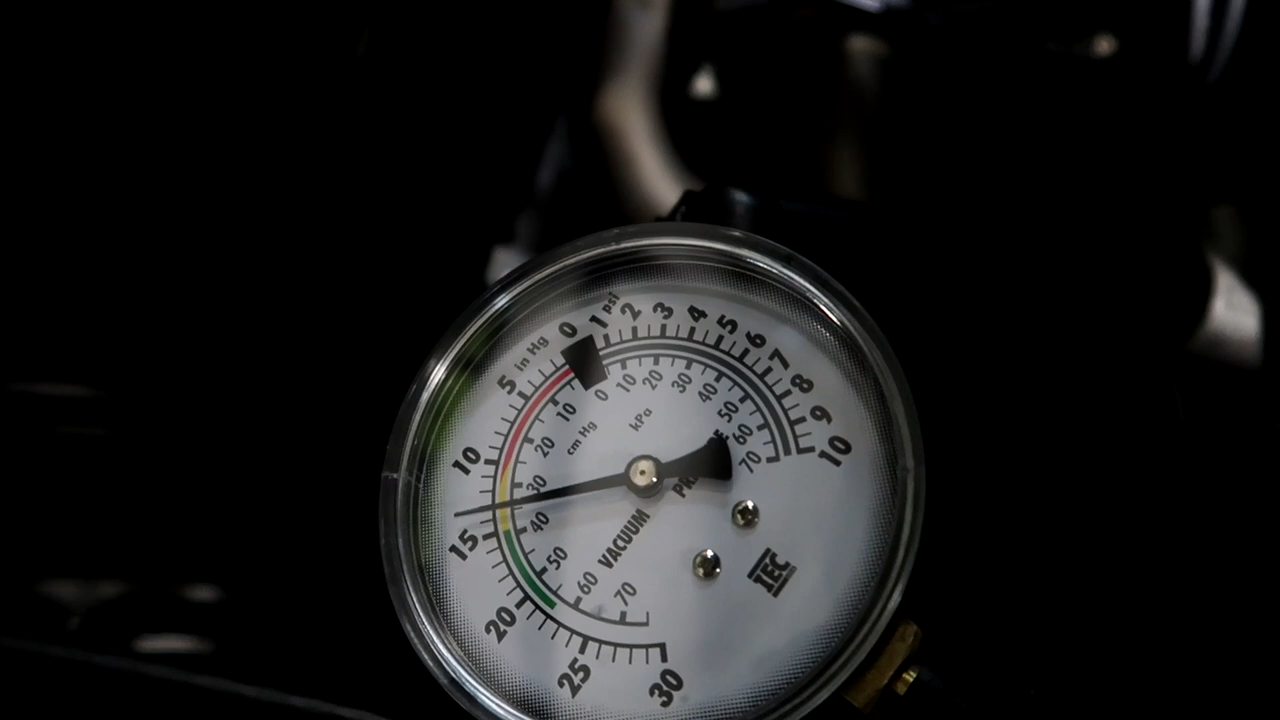 0 1 psi 2 3 4 5 6 7 8 9 10
5 in Hg
10
15
20
25
30
0 10 20 30 40 50 60 70
kPa
10 20 30 40 50 60 70
cm Hg
VACUUM
IEC